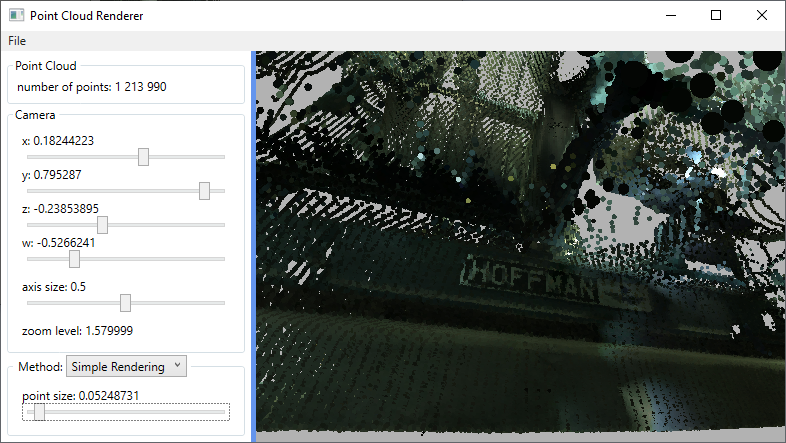 Point Cloud Renderer
File
Point Cloud
number of points: 1 213 990
Camera
x: 0.18244223
y: 0.795287
z: -0.23853895
w: -0.5266241
axis size: 0.5
zoom level: 1.579999
Method: Simple Rendering
point size: 0.05248731
HOFFMAN